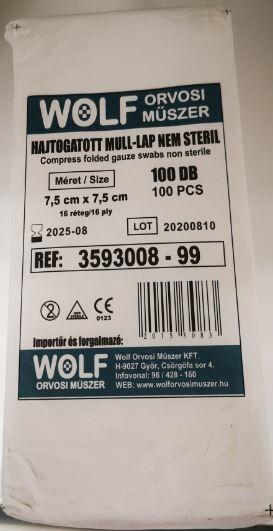 WOLF ORVOSI MŰSZER
HAJTOGATOTT MULL-LAP NEM STERIL
Compress folded gauze swabs non sterile
Méret / Size
100 DB
7,5 cm x 7,5 cm
100 PCS
16 réteg/16 ply
2025-08
LOT 20200810
REF: 3593008 - 99
2
CE
0123
20153083
Importőr és forgalmazó:
WOLF
ORVOSI MŰSZER
Wolf Orvosi Műszer KFT.
H-9027 Győr, Csörgőfa sor 4.
Infovonal: 96 / 428 - 160
WEB: www.wolforvosimuszer.hu